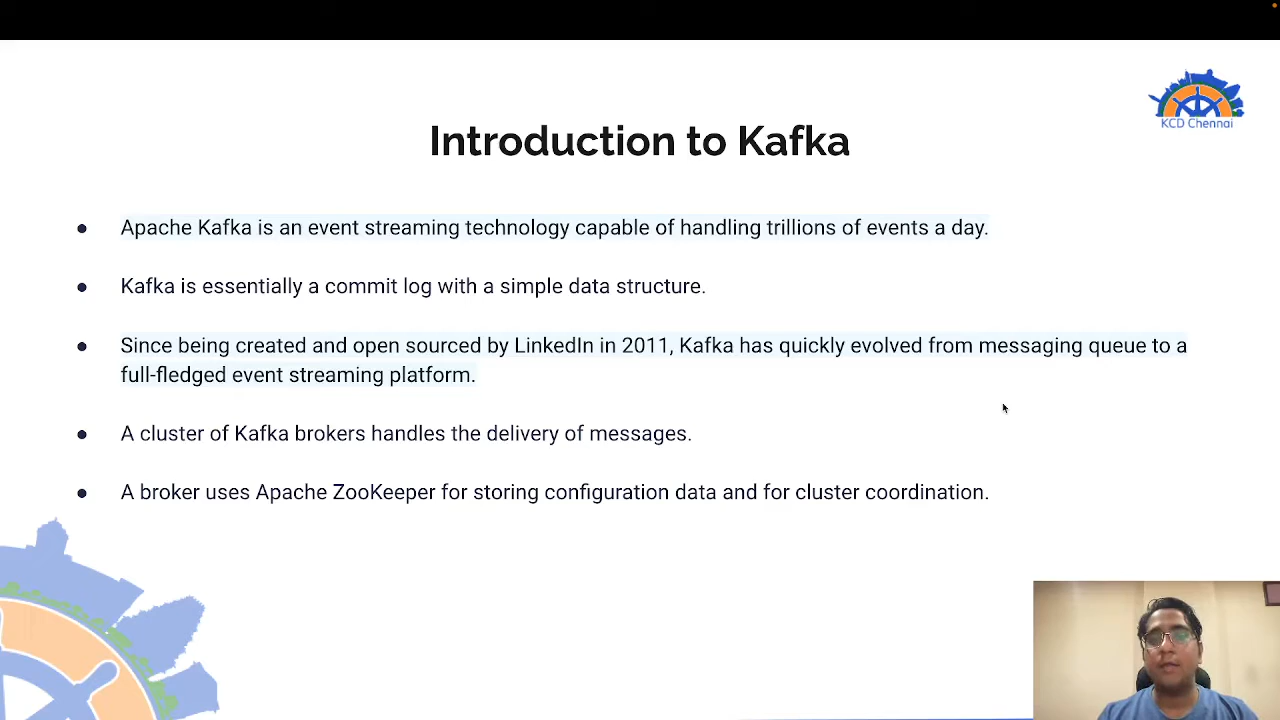 KCD Chennai
Introduction to Kafka
Apache Kafka is an event streaming technology capable of handling trillions of events a day.
Kafka is essentially a commit log with a simple data structure.
Since being created and open sourced by LinkedIn in 2011, Kafka has quickly evolved from messaging queue to a
full-fledged event streaming platform.
A cluster of Kafka brokers handles the delivery of messages.
A broker uses Apache ZooKeeper for storing configuration data and for cluster coordination.